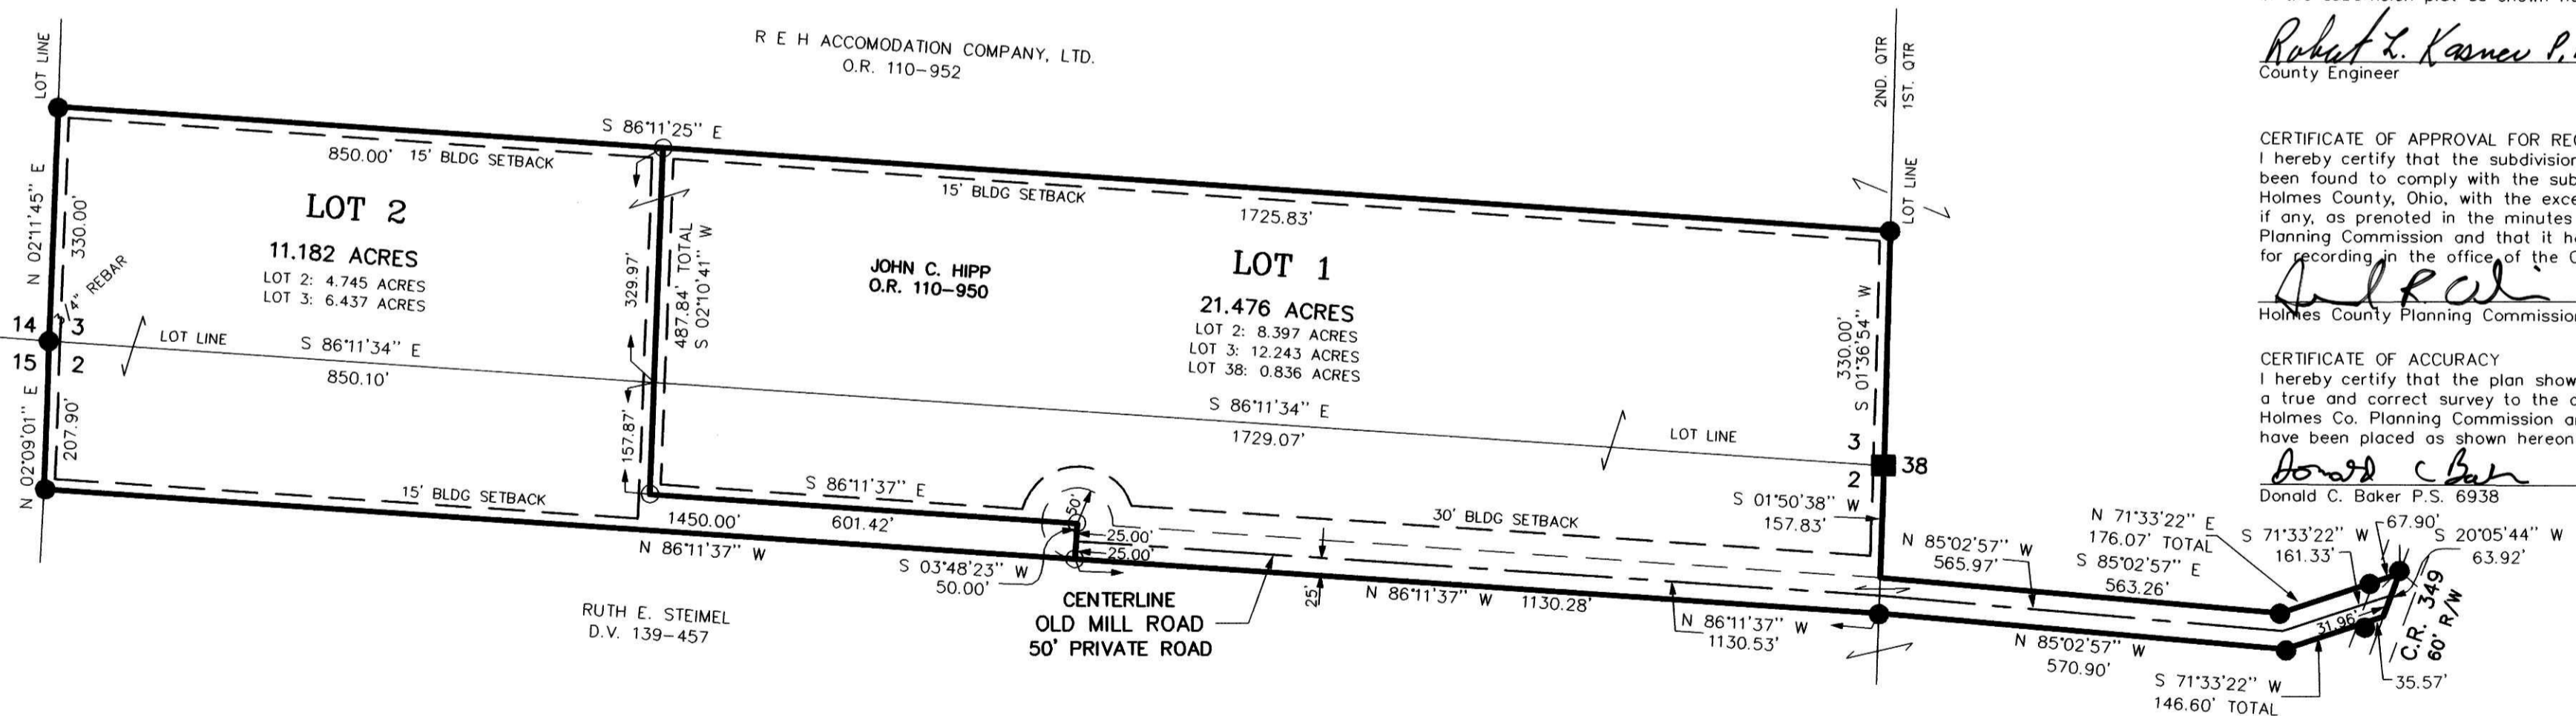 R E H ACCOMODATION COMPANY, LTD.
O.R. 110-952
LOT LINE
S 86°11'25" E
850.00' 15' BLDG SETBACK
15' BLDG SETBACK
1725.83'
2ND. QTR
1ST. QTR
LOT LINE
N 02°11'45" E
330.00'
LOT 2
11.182 ACRES
LOT 2: 4.745 ACRES
LOT 3: 6.437 ACRES
3/4" REBAR
14 3
15 2
LOT LINE
S 86°11'34" E
850.10'
N 02°09'01" E
207.90'
329.97'
487.84' TOTAL
S 02°10'41" W
157.87'
JOHN C. HIPP
O.R. 110-950
LOT 1
21.476 ACRES
LOT 2: 8.397 ACRES
LOT 3: 12.243 ACRES
LOT 38: 0.836 ACRES
S 86°11'34" E
1729.07'
LOT LINE
330.00'
S 01°36'54" W
3
2
38
S 01°50'38" W
157.83'
15' BLDG SETBACK
S 86°11'37" E
1450.00'
601.42'
N 86°11'37" W
50'
25.00'
25.00'
S 03°48'23" W
50.00'
30' BLDG SETBACK
CENTERLINE
OLD MILL ROAD
50' PRIVATE ROAD
25'
N 86°11'37" W 1130.28'
N 86°11'37" W
1130.53'
RUTH E. STEIMEL
D.V. 139-457
N 85°02'57" W
565.97'
N 71°33'22" E
176.07' TOTAL
S 85°02'57" E
563.26'
S 71°33'22" W
161.33'
67.90'
S 20°05'44" W
63.92'
31.96'
C.R. 349
60' R/W
N 85°02'57" W
570.90'
S 71°33'22" W
146.60' TOTAL
35.57'
Robert L. Kasner P.
County Engineer
CERTIFICATE OF APPROVAL FOR
I hereby certify that the subdivision
been found to comply with the
Holmes County, Ohio, with the
if any, as prenoted in the minutes
Planning Commission and that it
for recording in the office of the
Holmes County Planning Commission
CERTIFICATE OF ACCURACY
I hereby certify that the plan
a true and correct survey to the
Holmes Co. Planning Commission
have been placed as shown hereon
Donald C Baker
Donald C. Baker P.S. 6938